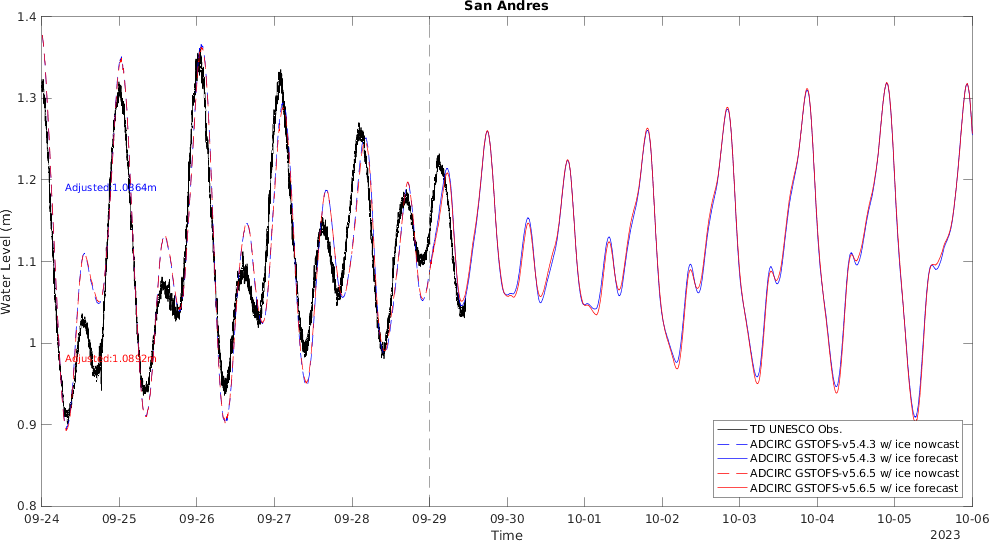 San Andres
1.4
1.3
1.2
1.1
1
0.9
0.8
Water Level (m)
Adjusted:1.0364m
Adjusted:1.0892m
TD UNESCO Obs.
ADCIRC GSTOFS-v5.4.3 w/ ice nowcast
ADCIRC GSTOFS-v5.4.3 w/ ice forecast
ADCIRC GSTOFS-v5.6.5 w/ ice nowcast
ADCIRC GSTOFS-v5.6.5 w/ ice forecast
09-24 09-25 09-26 09-27 09-28 09-29 09-30 10-01 10-02 10-03 10-04 10-05 10-06
Time
2023